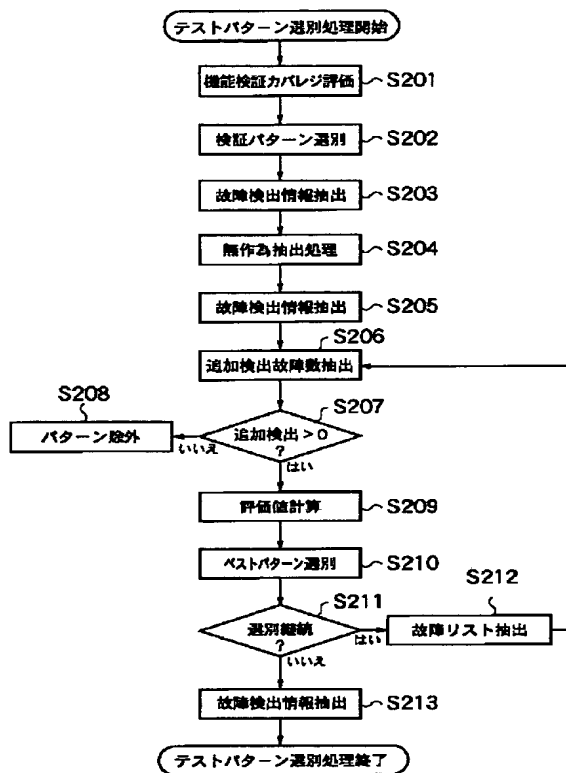 テストパターン選別処理開始
機能検証カバレジ評価
S201
検証パターン選別
S202
故障検出情報抽出
S203
無作為抽出処理
S204
故障検出情報抽出
S205
S206
追加検出故障数抽出
S208
S207
パターン除外
追加検出>0
?
いいえ
はい
評価値計算
S209
ベストパターン選別
S210
S211
S212
選別継続
?
はい
故障リスト抽出
いいえ
故障検出情報抽出
S213
テストパターン選別処理終了